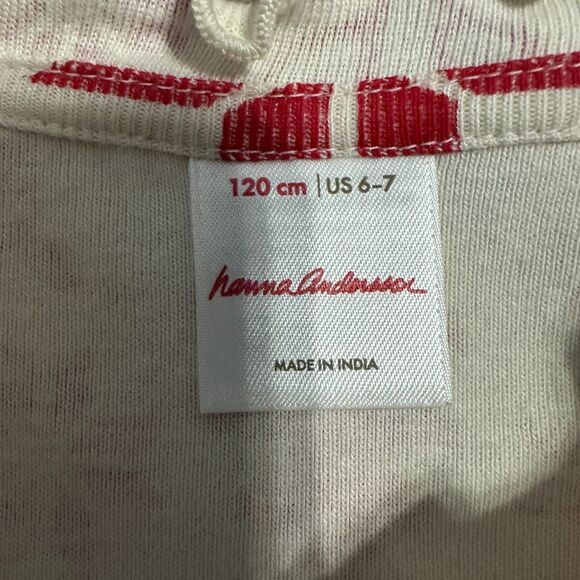 120 cm | US 6–7
hanna Andersson
MADE IN INDIA